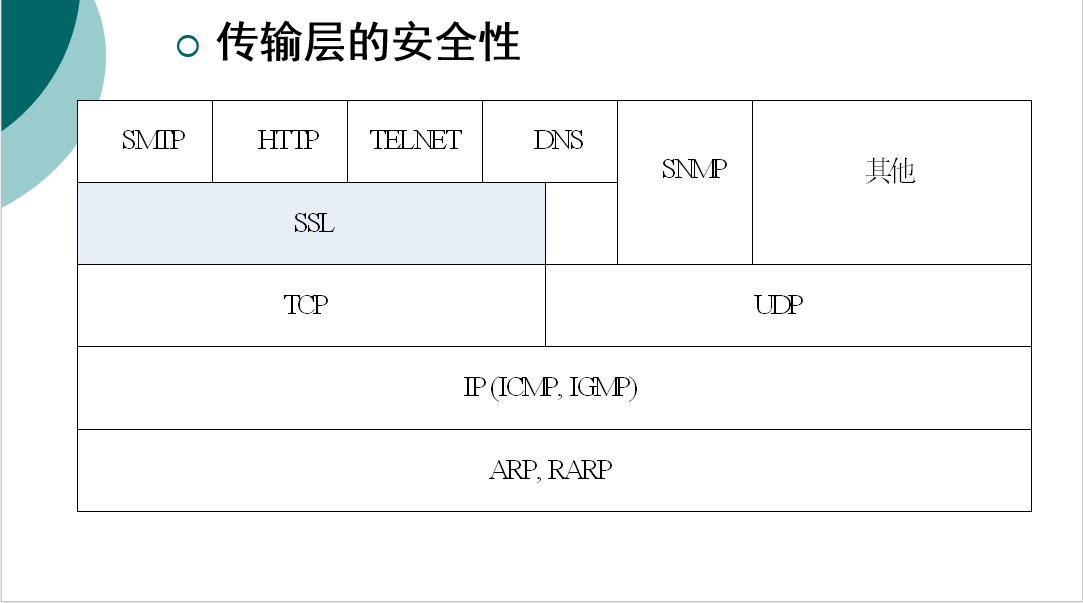 传输层的安全性
SMTP HTTP TELNET DNS SNMP 其他
SSL
TCP UDP
IP (ICMP, IGMP)
ARP, RARP